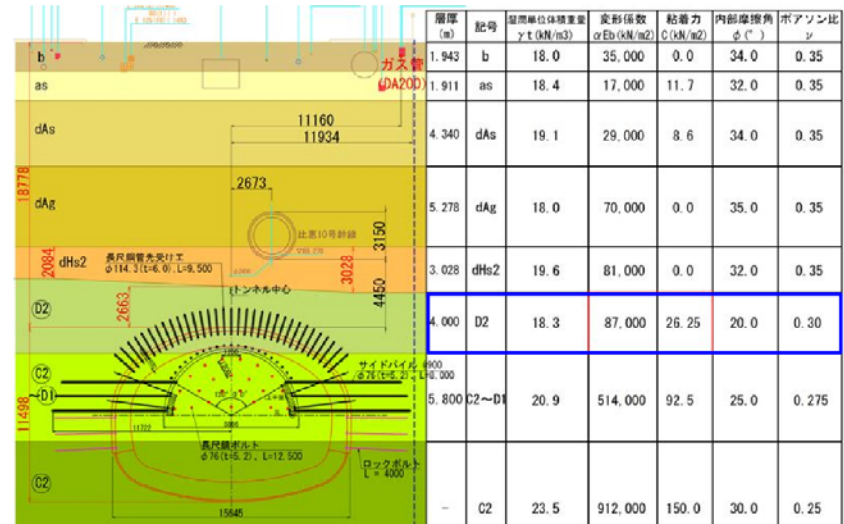 ガス管
(DA200)
b
as
dAs
11160
11934
18778
dAg
2673
比恵10号幹線
3150
2084
dHs2
長尺鋼管先受け工
φ114.3(t=6.0).L=9,500
3028
4450
トンネル中心
D2
2663
C2
~D1
サイドパイル
φ76(t=5.2),
11498
11722
長尺鏡ボルト
φ76(t=5.2), L=12,500
ロックボルト
L = 4000
C2
15645
層厚(m) 記号 湿潤単位体積重量 γt(kN/m3) 変形係数 αEb(kN/m2) 粘着力 C(kN/m2) 内部摩擦角 φ(°) ポアソン比 ν
1.943 b 18.0 35,000 0.0 34.0 0.35
1.911 as 18.4 17,000 11.7 32.0 0.35
4.340 dAs 19.1 29,000 8.6 34.0 0.35
5.278 dAg 18.0 70,000 0.0 35.0 0.35
3.028 dHs2 19.6 81,000 0.0 32.0 0.35
4.000 D2 18.3 87,000 26.25 20.0 0.30
5.800 C2~D1 20.9 514,000 92.5 25.0 0.275
- C2 23.5 912,000 150.0 30.0 0.25